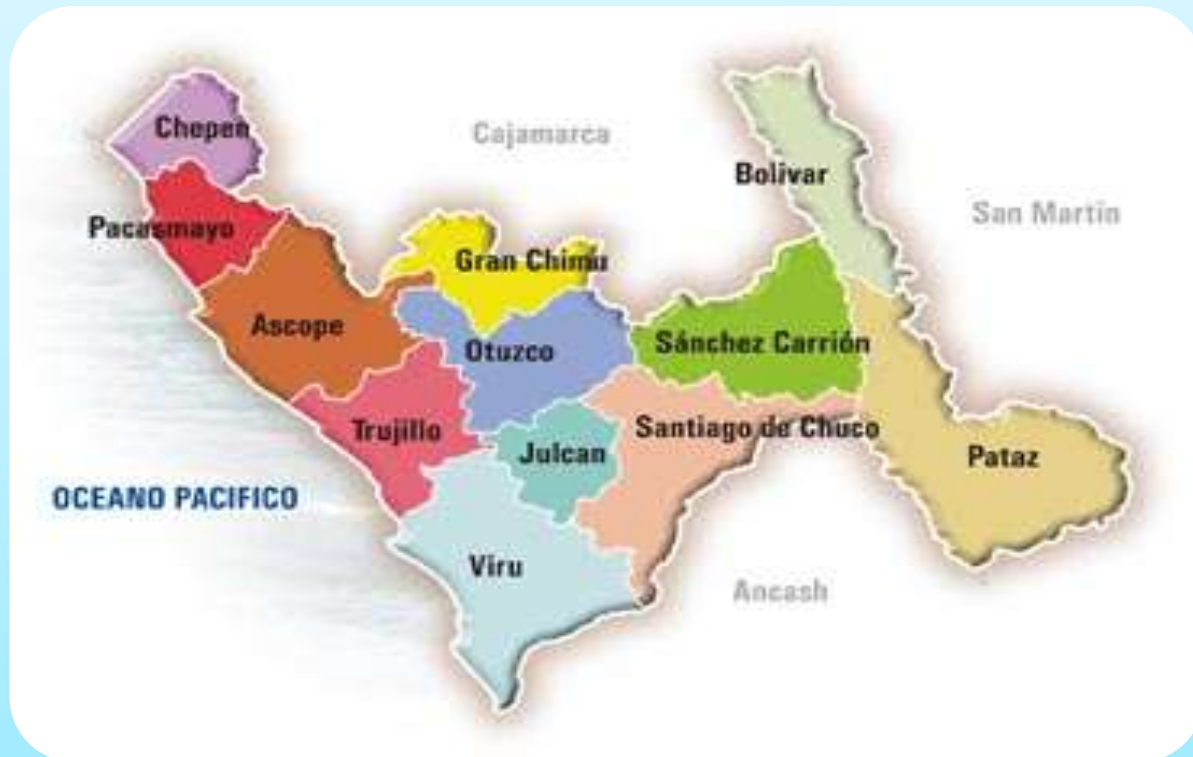 Chepen
Cajamarca
Bolivar
San Martin
Pacasmayo
Gran Chimu
Ascope
Otuzco
Sánchez Carrión
Trujillo
Julcan
Santiago de Chuco
Pataz
OCEANO PACIFICO
Viru
Ancash